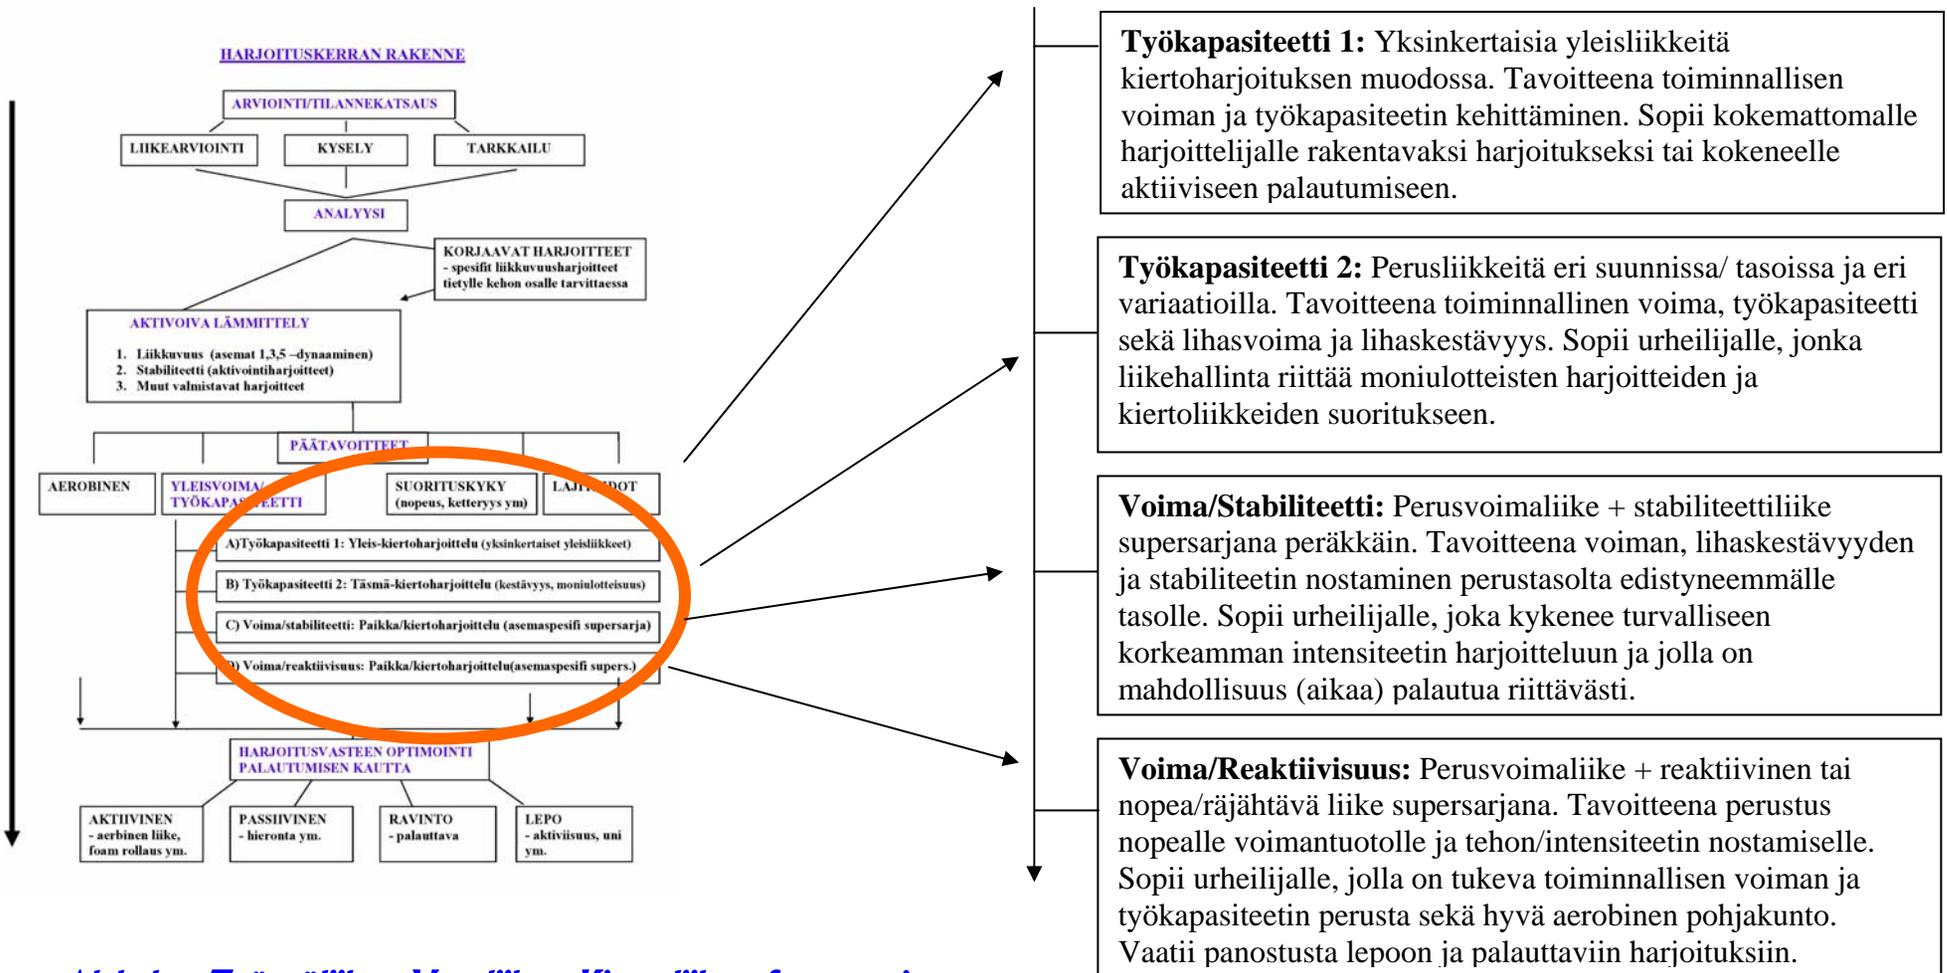 HARJOITUSKERRAN RAKENNE
ARVIOINTI/TILANNEKATSAUS
LIIKEARVIOINTI
KYSELY
TARKKAILU
ANALYYSI
KORJAAVAT HARJOITTEET
- spesifit liikkuvuusharjoitteet
tietylle kehon osalle tarvittaessa
AKTIVOIVA LÄMMITTELY
1. Liikkuvuus (asemat 1,3,5 –dynaaminen)
2. Stabiliteetti (aktivointiharjoitteet)
3. Muut valmistavat harjoitteet
PÄÄTAVOITTEET
AEROBINEN
YLEISVOIMA/
SUORITUSKYKY
(nopeus, ketteryys ym)
A)Työkapasiteetti 1: Yleis-kiertoharjoittelu (yksinkertaiset yleisliikkeet)
B) Työkapasiteetti 2: Täsmä-kiertoharjoittelu (kestävyys, moniulotteisuus)
C) Voima/stabiliteetti: Paikka/kiertoharjoittelu (asemaspesifi supersarja)
D) Voima/reaktiivisuus: Paikka/kiertoharjoittelu(asemaspesifi supers.)
HARJOITUSVASTEEN OPTIMOINTI
PALAUTUMISEN KAUTTA
AKTIIVINEN
- aerbinen liike,
foam rollaus ym.
PASSIIVINEN
- hieronta ym.
RAVINTO
- palauttava
LEPO
- aktiviisuus, uni
ym.
Työkapasiteetti 1: Yksinkertaisia yleisliikkeitä
kiertoharjoituksen muodossa. Tavoitteena toiminnallisen
voiman ja työkapasiteetin kehittäminen. Sopii kokemattomalle
harjoittelijalle rakentavaksi harjoitukseksi tai kokeneelle
aktiiviseen palautumiseen.
Työkapasiteetti 2: Perusliikkeitä eri suunnissa/ tasoissa ja eri
variaatioilla. Tavoitteena toiminnallinen voima, työkapasiteetti
sekä lihasvoima ja lihaskestävyys. Sopii urheilijalle, jonka
liikehallinta riittää moniulotteisten harjoitteiden ja
kiertoliikkeiden suoritukseen.
Voima/Stabiliteetti: Perusvoimaliike + stabiliteettiliike
supersarjana peräkkäin. Tavoitteena voiman, lihaskestävyyden
ja stabiliteetin nostaminen perustasolta edistyneemmälle
tasolle. Sopii urheilijalle, joka kykenee turvalliseen
korkeamman intensiteetin harjoitteluun ja jolla on
mahdollisuus (aikaa) palautua riittävästi.
Voima/Reaktiivisuus: Perusvoimaliike + reaktiivinen tai
nopea/räjähtävä liike supersarjana. Tavoitteena perustus
nopealle voimantuotolle ja tehon/intensiteetin nostamiselle.
Sopii urheilijalle, jolla on tukeva toiminnallisen voiman ja
työkapasiteetin perusta sekä hyvä aerobinen pohjakunto.
Vaatii panostusta lepoon ja palauttaviin harjoituksiin.